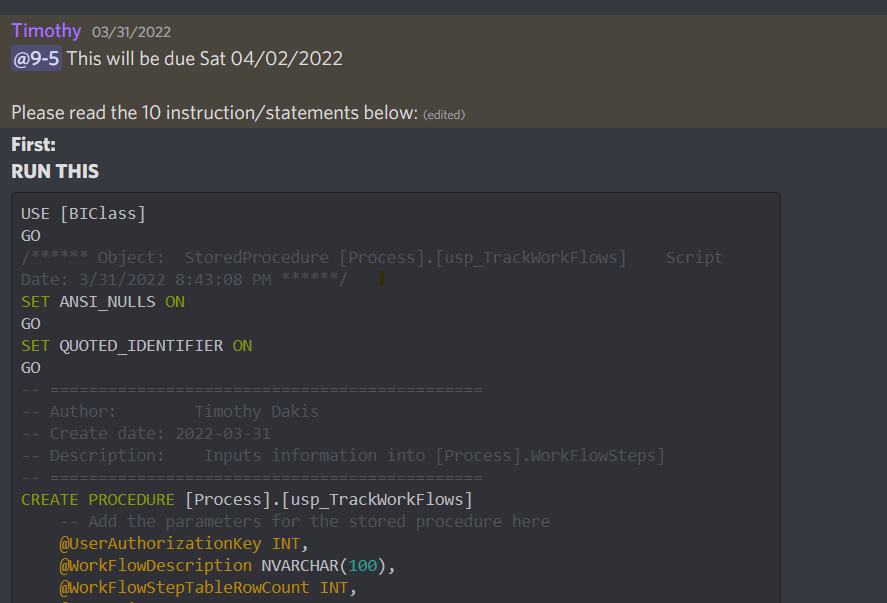 Timothy 03/31/2022
@9-5 This will be due Sat 04/02/2022
Please read the 10 instruction/statements below: (edited)
First:
RUN THIS
USE [BIClass]
GO
/****** Object:  StoredProcedure [Process].[usp_TrackWorkFlows]    Script
Date: 3/31/2022 8:43:08 PM ******/
SET ANSI_NULLS ON
GO
SET QUOTED_IDENTIFIER ON
GO
-- =============================================
-- Author:        Timothy Dakis
-- Create date: 2022-03-31
-- Description:    Inputs information into [Process].WorkFlowSteps]
-- =============================================
CREATE PROCEDURE [Process].[usp_TrackWorkFlows]
    -- Add the parameters for the stored procedure here
    @UserAuthorizationKey INT,
    @WorkFlowDescription NVARCHAR(100),
    @WorkFlowStepTableRowCount INT,